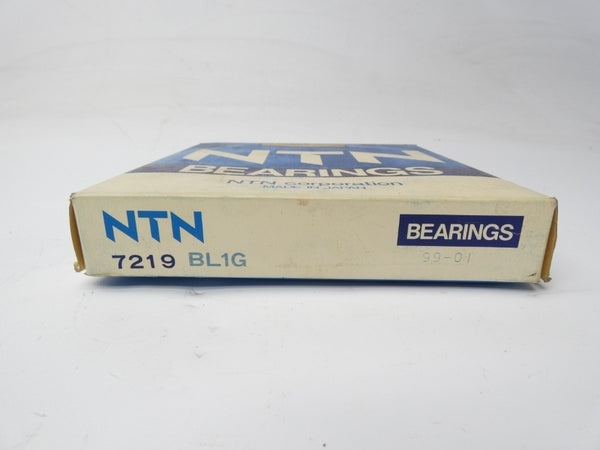 NTN
BEARINGS
NTN corporation
MADE IN JAPAN
NTN
BEARINGS
7219 BL1G
99-01